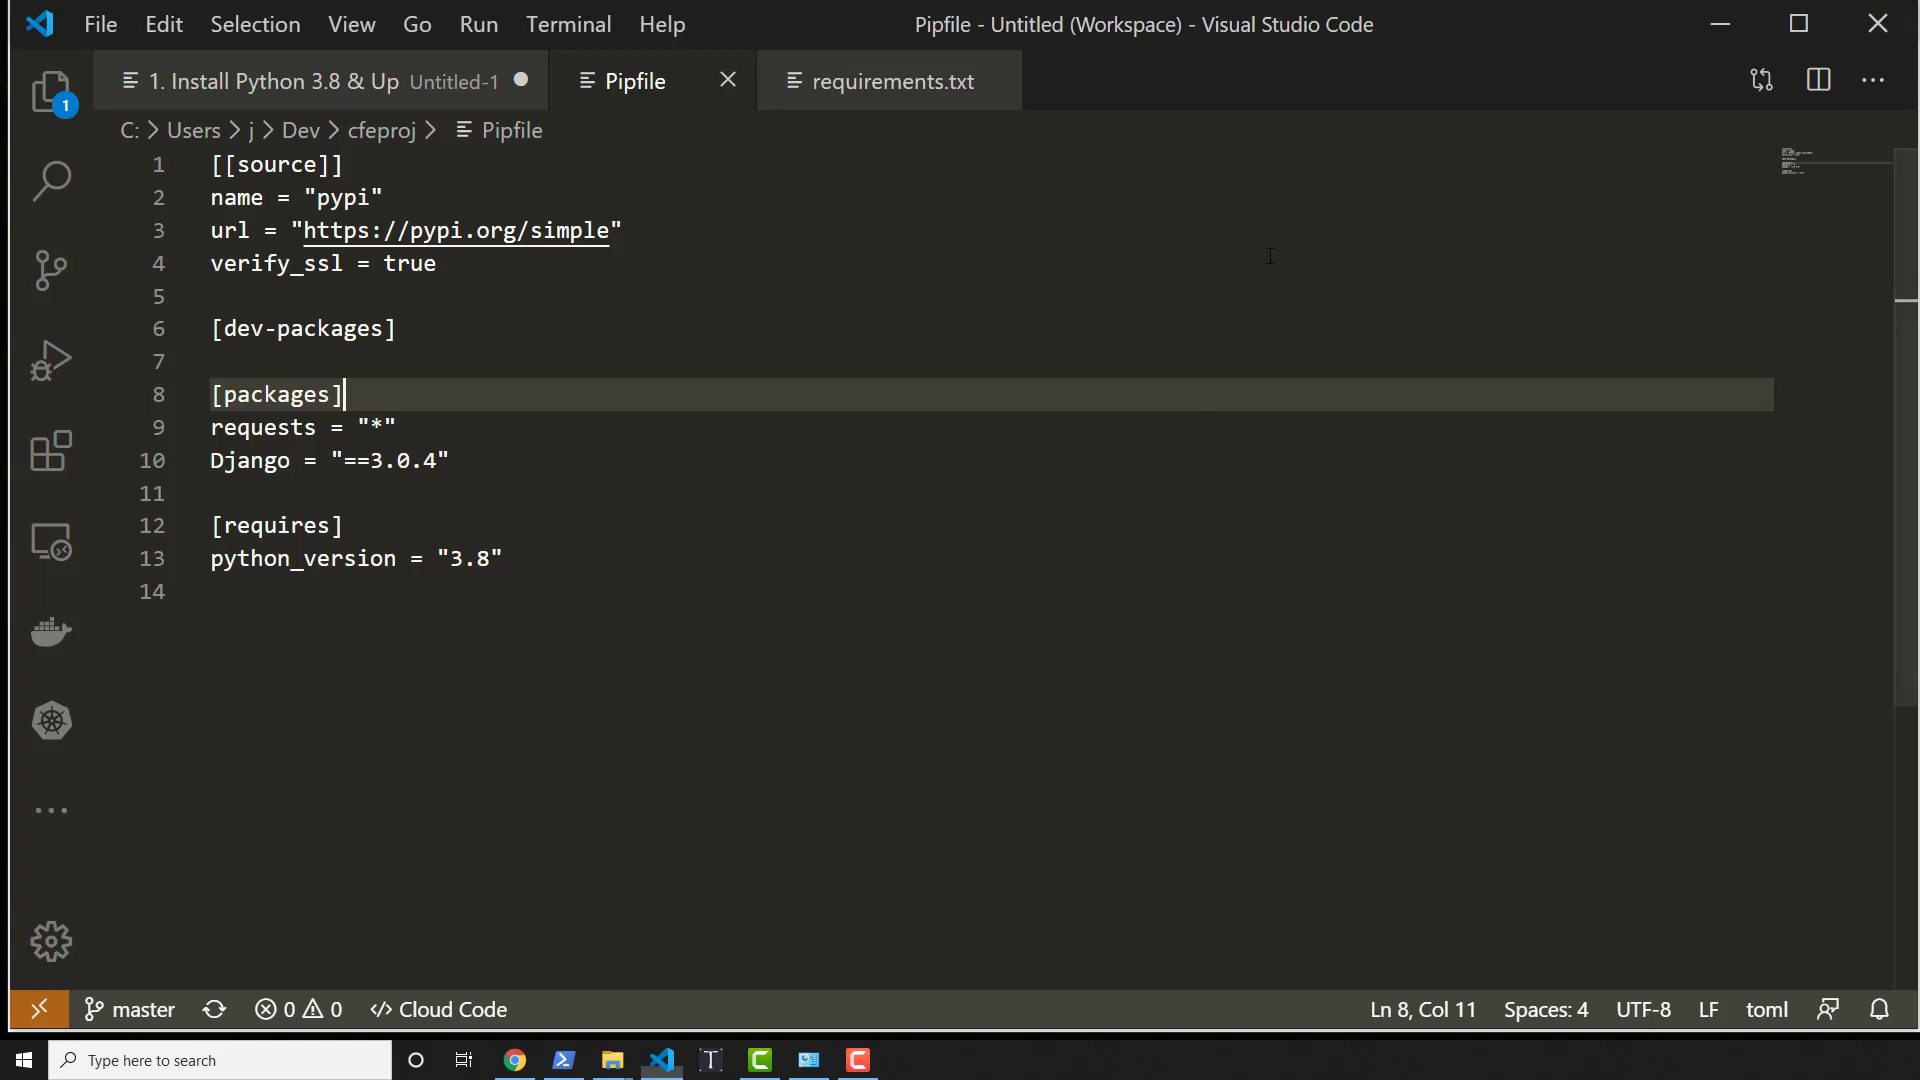 File Edit Selection View Go Run Terminal Help Pipfile - Untitled (Workspace) - Visual Studio Code
1. Install Python 3.8 & Up Untitled-1 Pipfile requirements.txt
1
C: > Users > j > Dev > cfeproj > Pipfile
1 [[source]]
2 name = "pypi"
3 url = "https://pypi.org/simple"
4 verify_ssl = true
5
6 [dev-packages]
7
8 [packages]
9 requests = "*"
10 Django = "==3.0.4"
11
12 [requires]
13 python_version = "3.8"
14
master 0 0 Cloud Code Ln 8, Col 11 Spaces: 4 UTF-8 LF toml
Type here to search